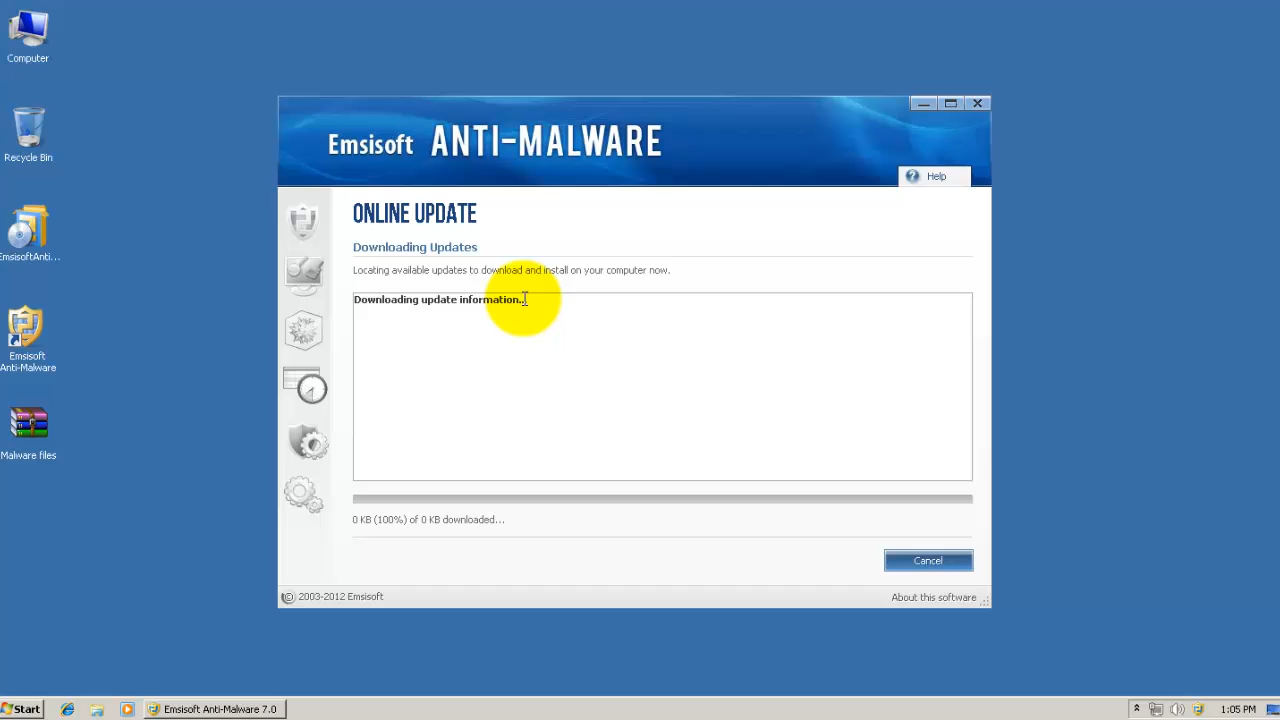 Computer
Recycle Bin
EmsisoftAnti...
Emsisoft
Anti-Malware
Malware files
Emsisoft ANTI-MALWARE
Help
ONLINE UPDATE
Downloading Updates
Locating available updates to download and install on your computer now.
Downloading update information...
0 KB (100%) of 0 KB downloaded...
Cancel
© 2003-2012 Emsisoft
About this software
Start
Emsisoft Anti-Malware 7.0
1:05 PM